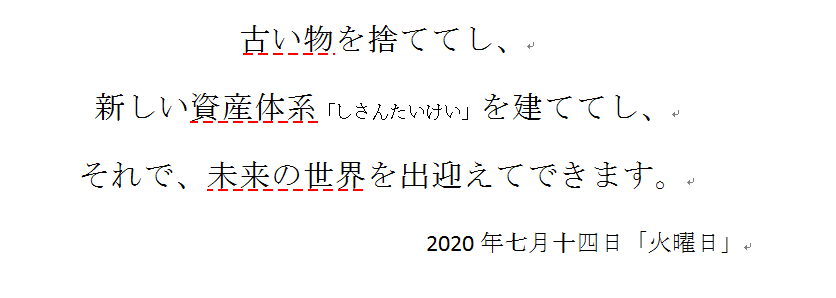 古い物を捨ててし、
新しい資産体系「しさんたいけい」を建ててし、
それで、未来の世界を出迎えてできます。
2020 年七月十四日「火曜日」